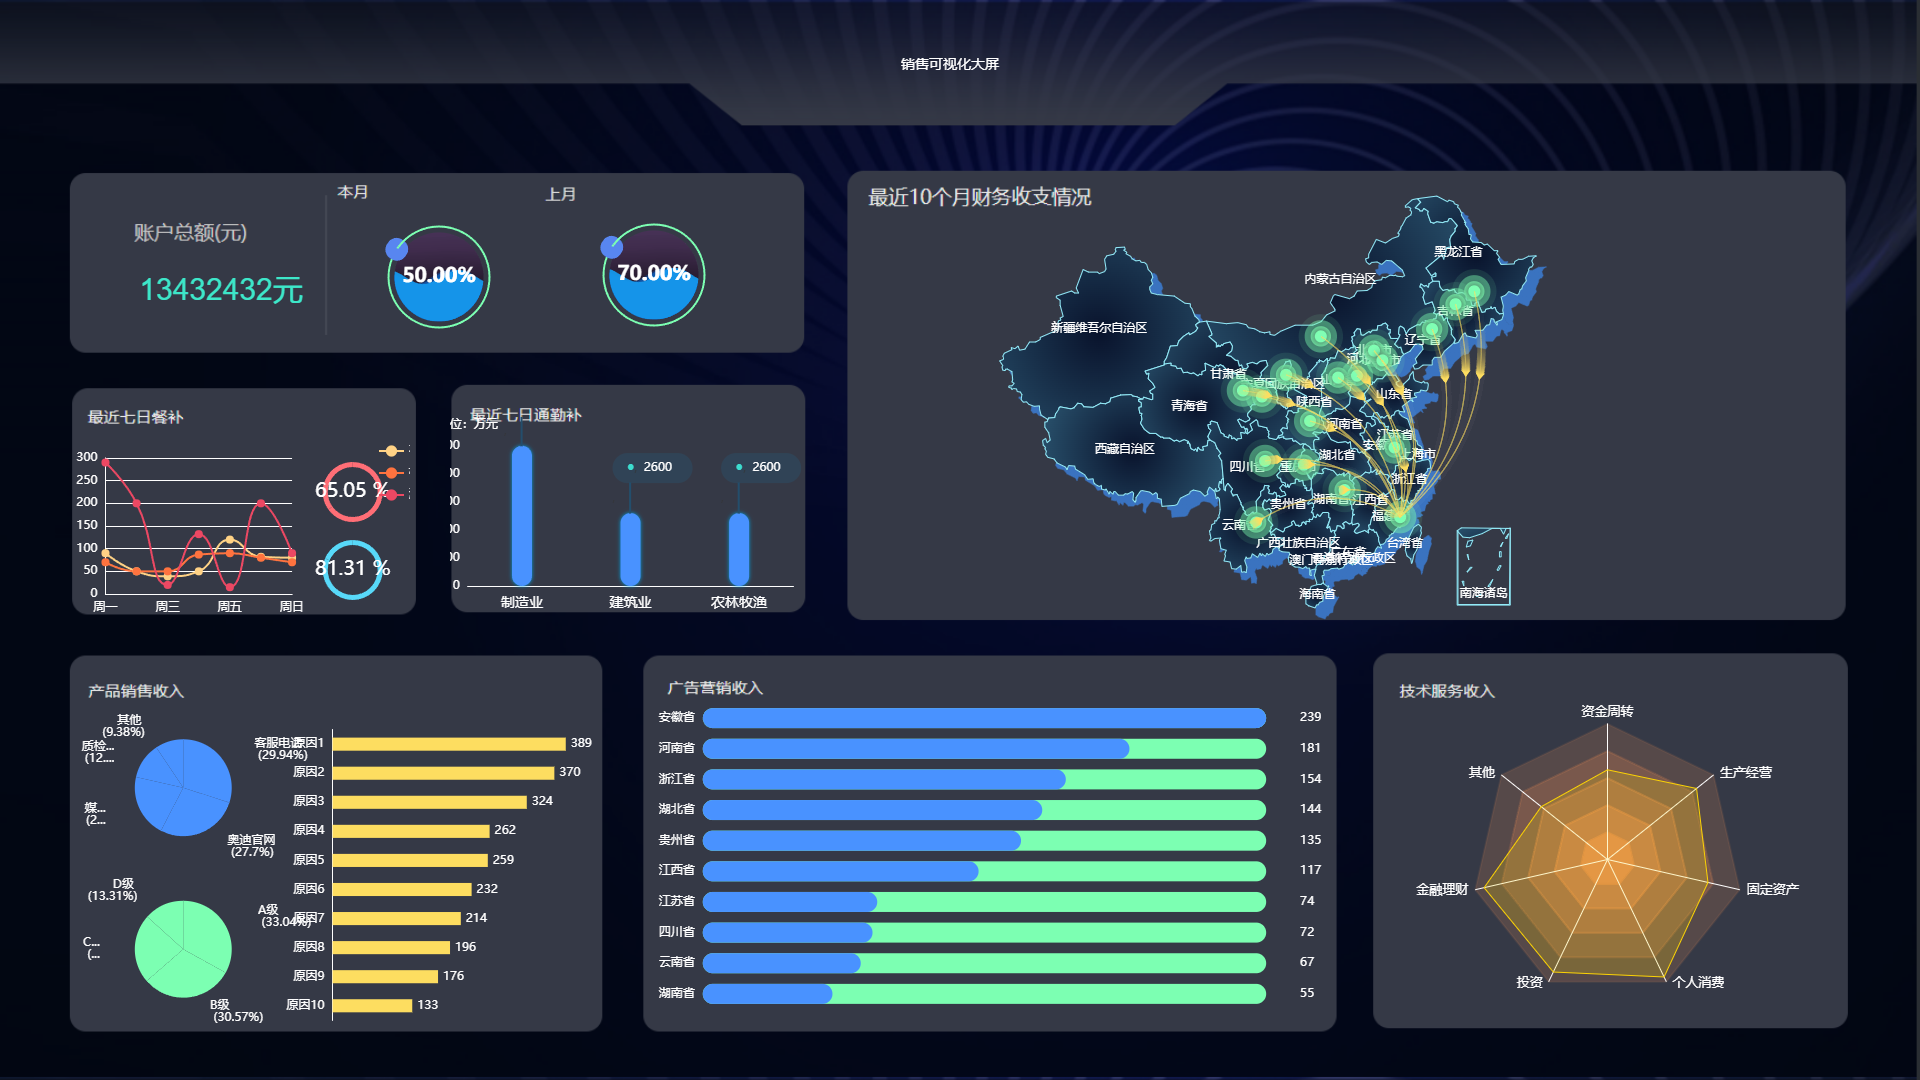 销售可视化大屏
账户总额(元)
13432432元
本月
50.00%
上月
70.00%
最近七日餐补
300
250
200
150
100
50
0
周一
周三
周五
周日
65.05 %
81.31 %
最近七日通勤补
位: 万元
00
00
00
00
00
0
2600
2600
制造业
建筑业
农林牧渔
最近10个月财务收支情况
黑龙江省
内蒙古自治区
吉林省
新疆维吾尔自治区
辽宁省
甘肃省
宁夏回族自治区
山东省
青海省
陕西省
河南省
江苏省
西藏自治区
上海市
湖北省
四川省
浙江省
贵州省
湖南省
江西省
云南
广西壮族自治区
台湾省
海南省
南海诸岛
产品销售收入
其他
(9.38%)
质检...
(12....
客服电话
(29.94%)
媒...
(2...
奥迪官网
(27.7%)
D级
(13.31%)
A级
(33.04%)
C...
(...
B级
(30.57%)
原因1
389
原因2
370
原因3
324
原因4
262
原因5
259
原因6
232
原因7
214
原因8
196
原因9
176
原因10
133
广告营销收入
安徽省
239
河南省
181
浙江省
154
湖北省
144
贵州省
135
江西省
117
江苏省
74
四川省
72
云南省
67
湖南省
55
技术服务收入
资金周转
其他
生产经营
金融理财
固定资产
投资
个人消费